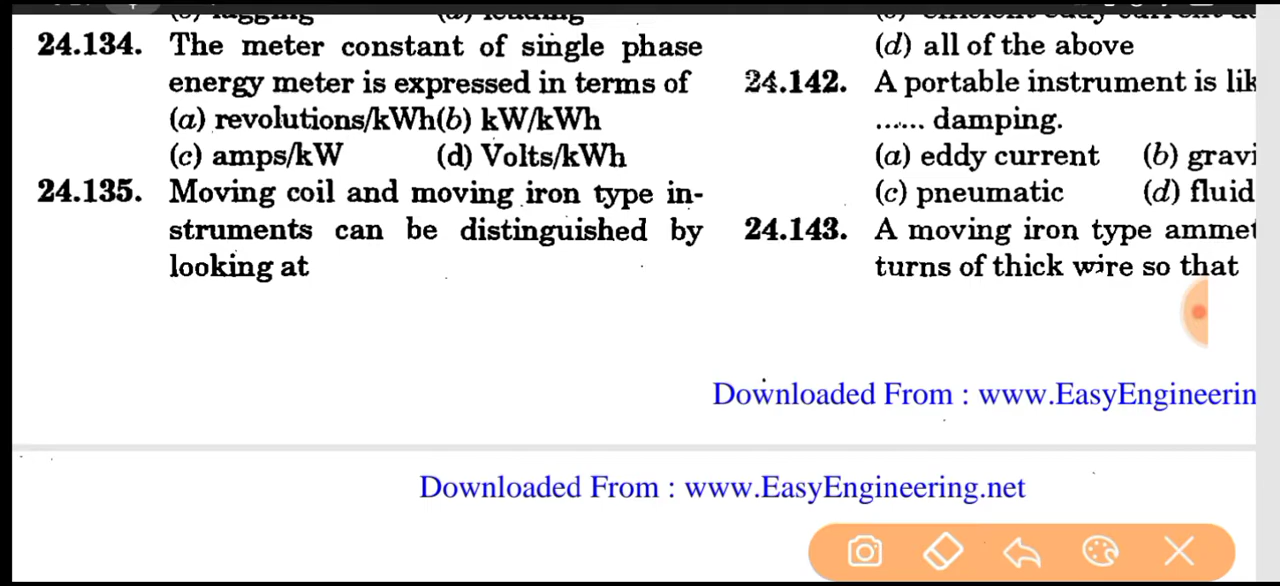 24.134. The meter constant of single phase
energy meter is expressed in terms of
(a) revolutions/kWh(b) kW/kWh
(c) amps/kW (d) Volts/kWh
24.135. Moving coil and moving iron type in-
struments can be distinguished by
looking at
(d) all of the above
24.142. A portable instrument is lik
...... damping.
(a) eddy current (b) gravi
(c) pneumatic (d) fluid
24.143. A moving iron type ammet
turns of thick wire so that
Downloaded From : www.EasyEngineerin
Downloaded From : www.EasyEngineering.net